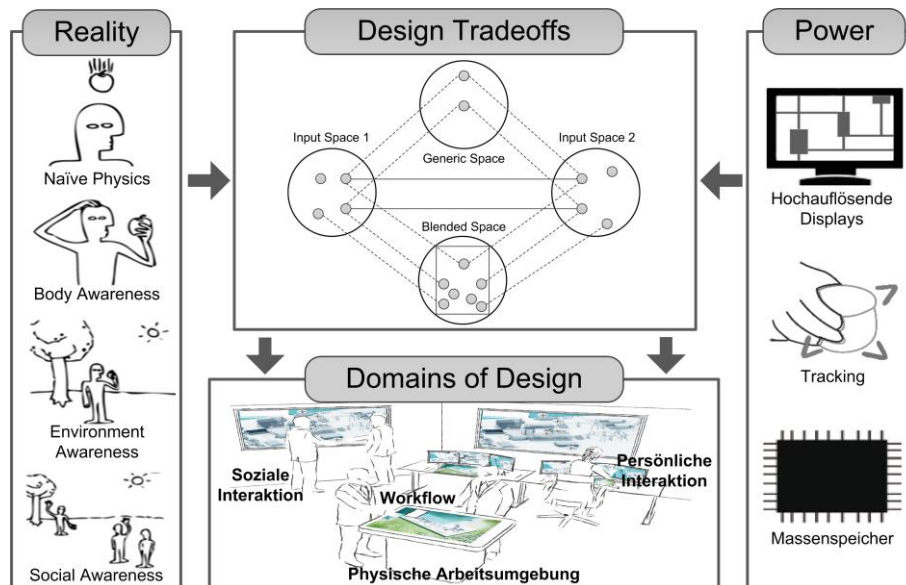 Reality
Naïve Physics
Body Awareness
Environment
Awareness
Social Awareness
Design Tradeoffs
Input Space 1
Generic Space
Input Space 2
Blended Space
Domains of Design
Soziale
Interaktion
Workflow
Persönliche
Interaktion
Physische Arbeitsumgebung
Power
Hochauflösende
Displays
Tracking
Massenspeicher